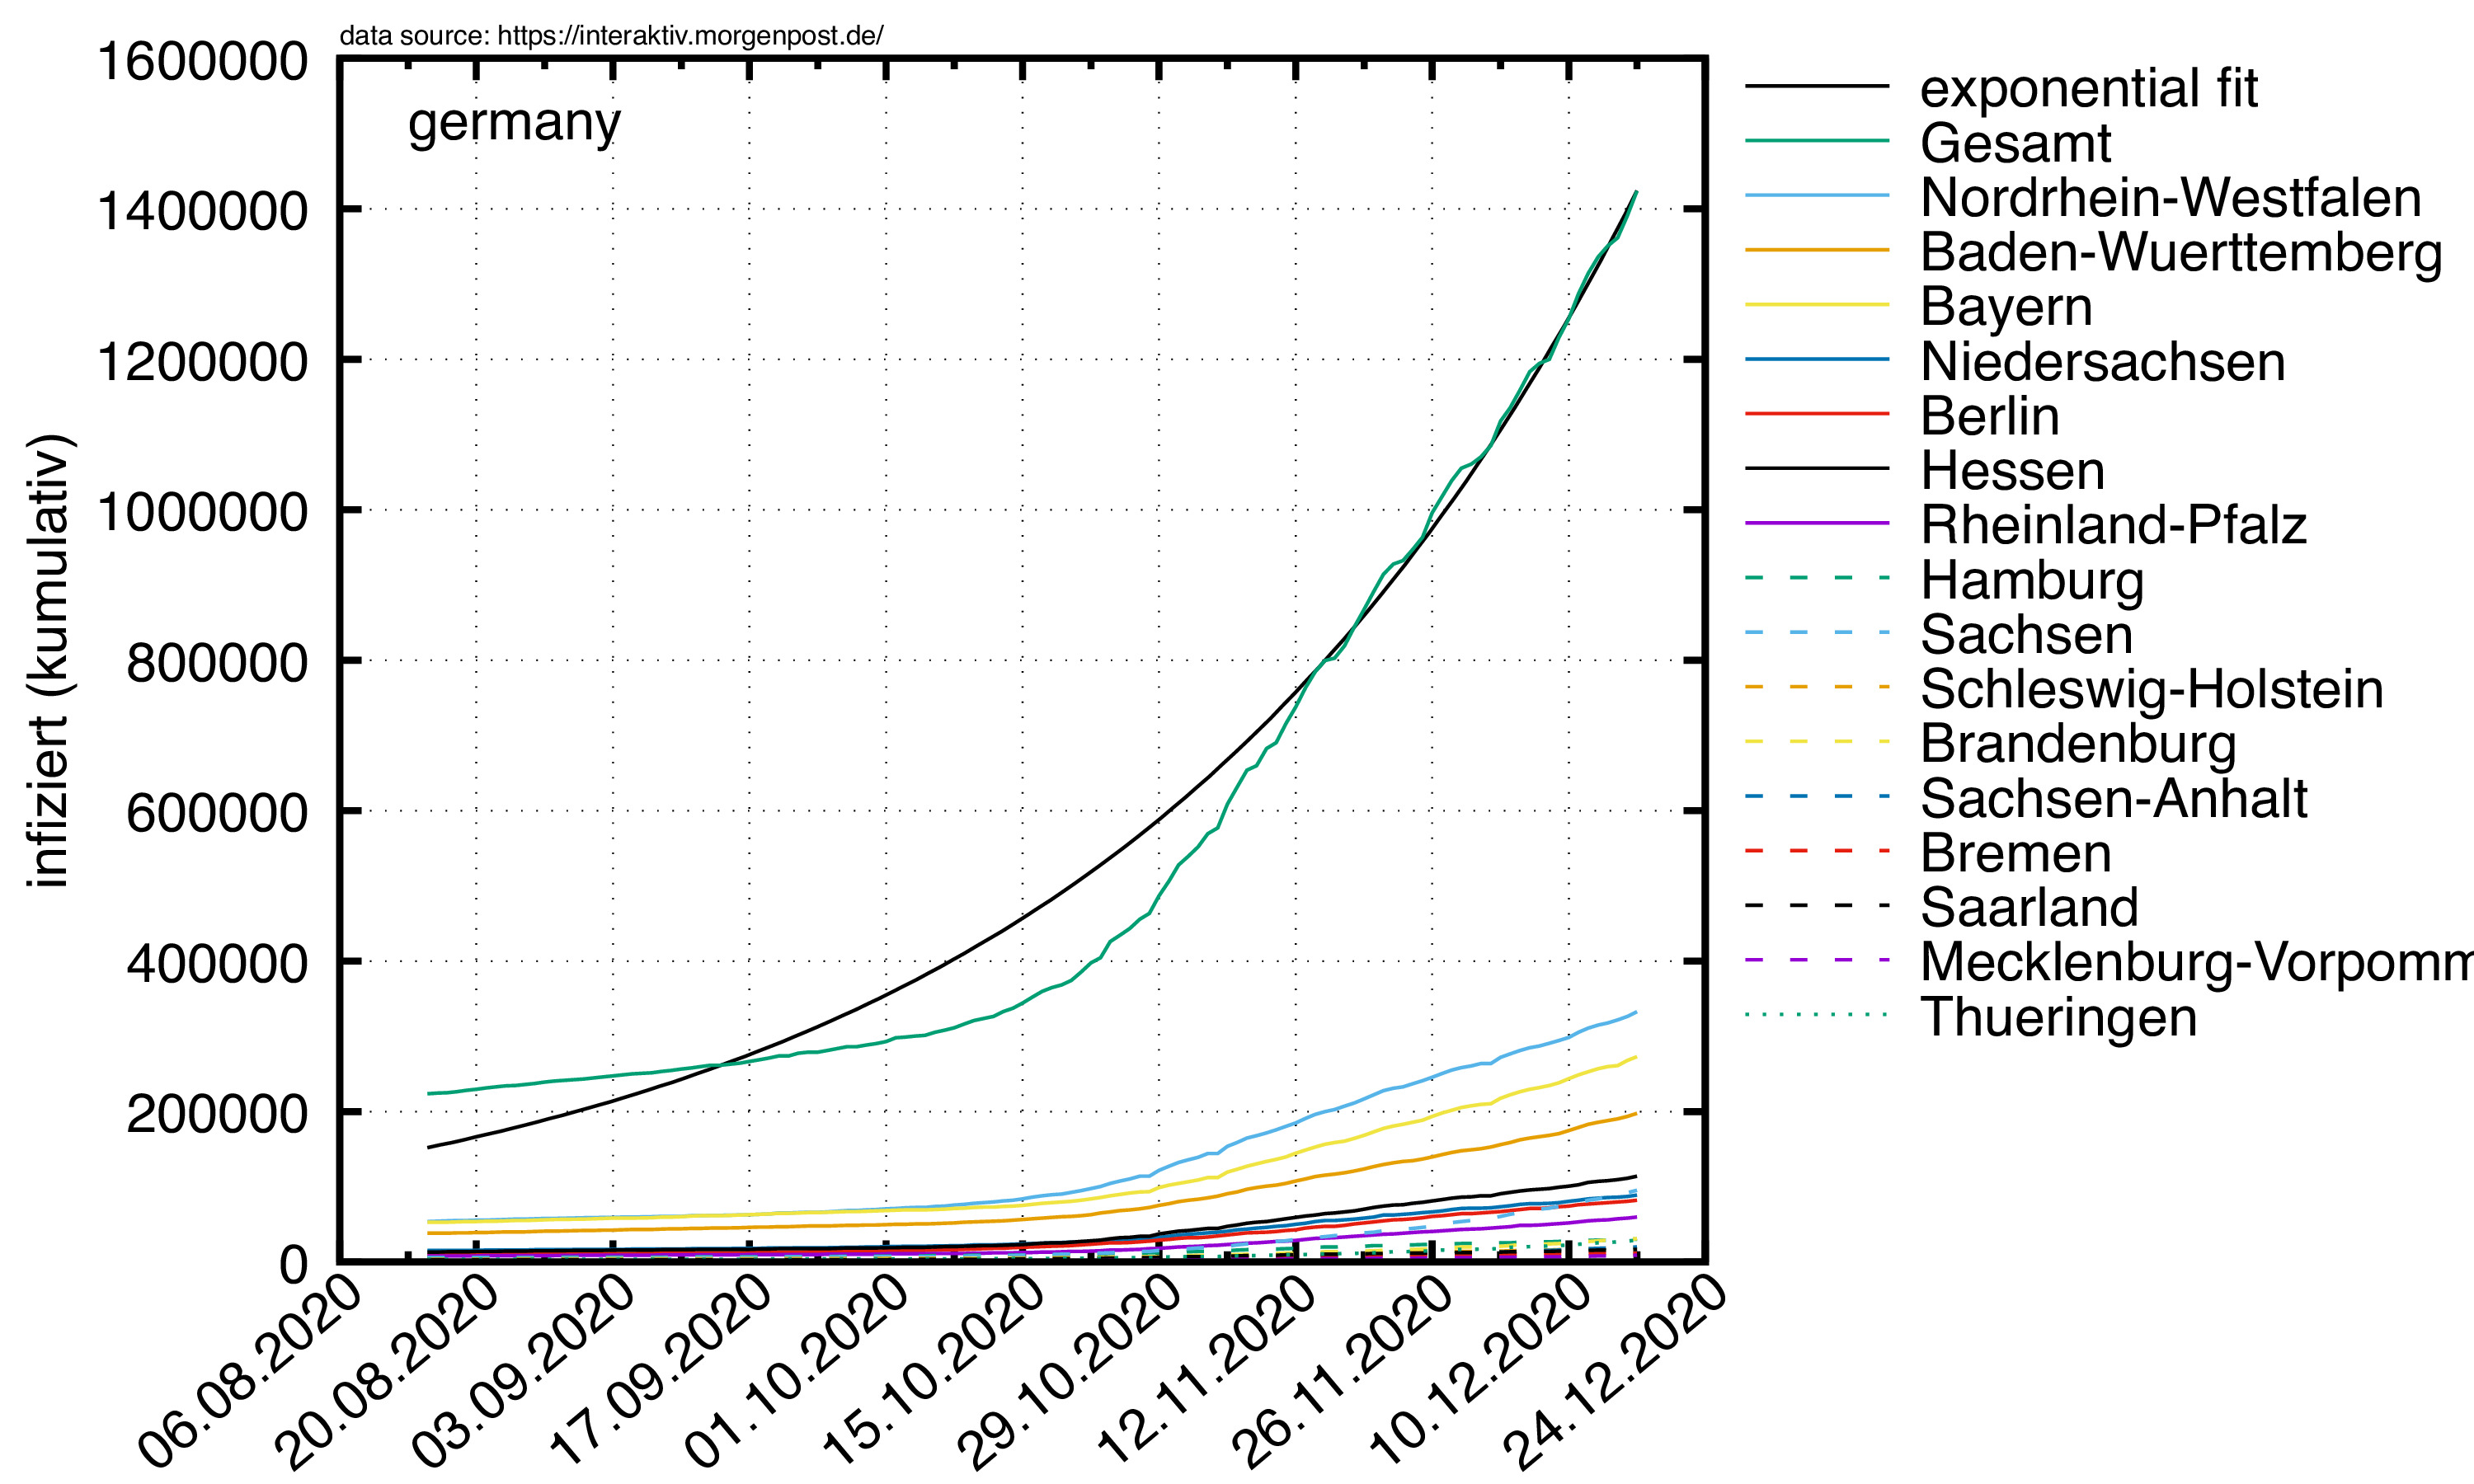 data source: https://interaktiv.morgenpost.de/
germany
infiziert (kumulativ)
1600000
1400000
1200000
1000000
800000
600000
400000
200000
0
06.08.2020
20.08.2020
03.09.2020
17.09.2020
01.10.2020
15.10.2020
29.10.2020
12.11.2020
26.11.2020
10.12.2020
24.12.2020
exponential fit
Gesamt
Nordrhein-Westfalen
Baden-Wuerttemberg
Bayern
Niedersachsen
Berlin
Hessen
Rheinland-Pfalz
Hamburg
Sachsen
Schleswig-Holstein
Brandenburg
Sachsen-Anhalt
Bremen
Saarland
Mecklenburg-Vorpomm
Thueringen